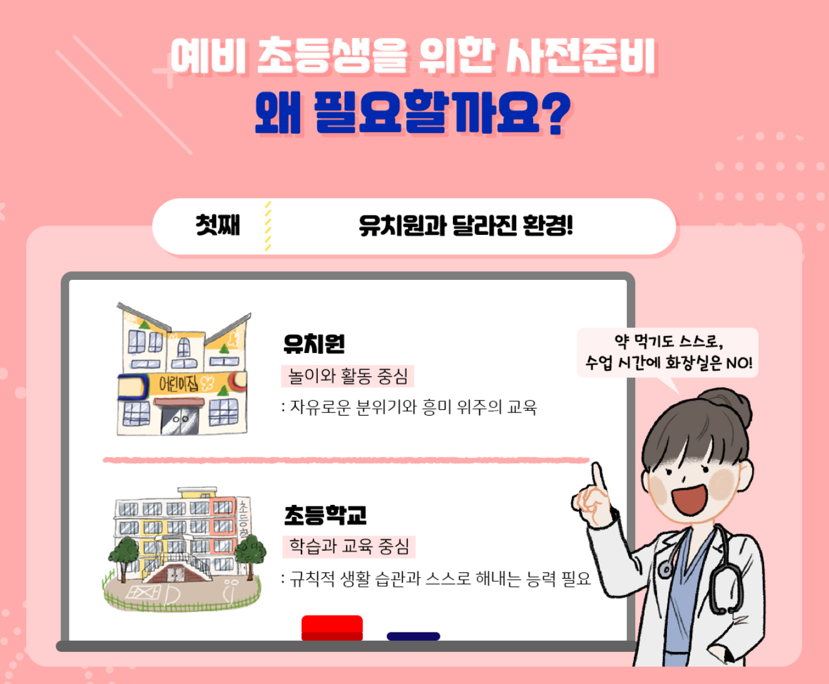 예비 초등생을 위한 사전준비
왜 필요할까요?
첫째
유치원과 달라진 환경!
어린이집
유치원
놀이와 활동 중심
: 자유로운 분위기와 흥미 위주의 교육
약 먹기도 스스로,
수업 시간에 화장실은 NO!
초등학교
학습과 교육 중심
: 규칙적 생활 습관과 스스로 해내는 능력 필요